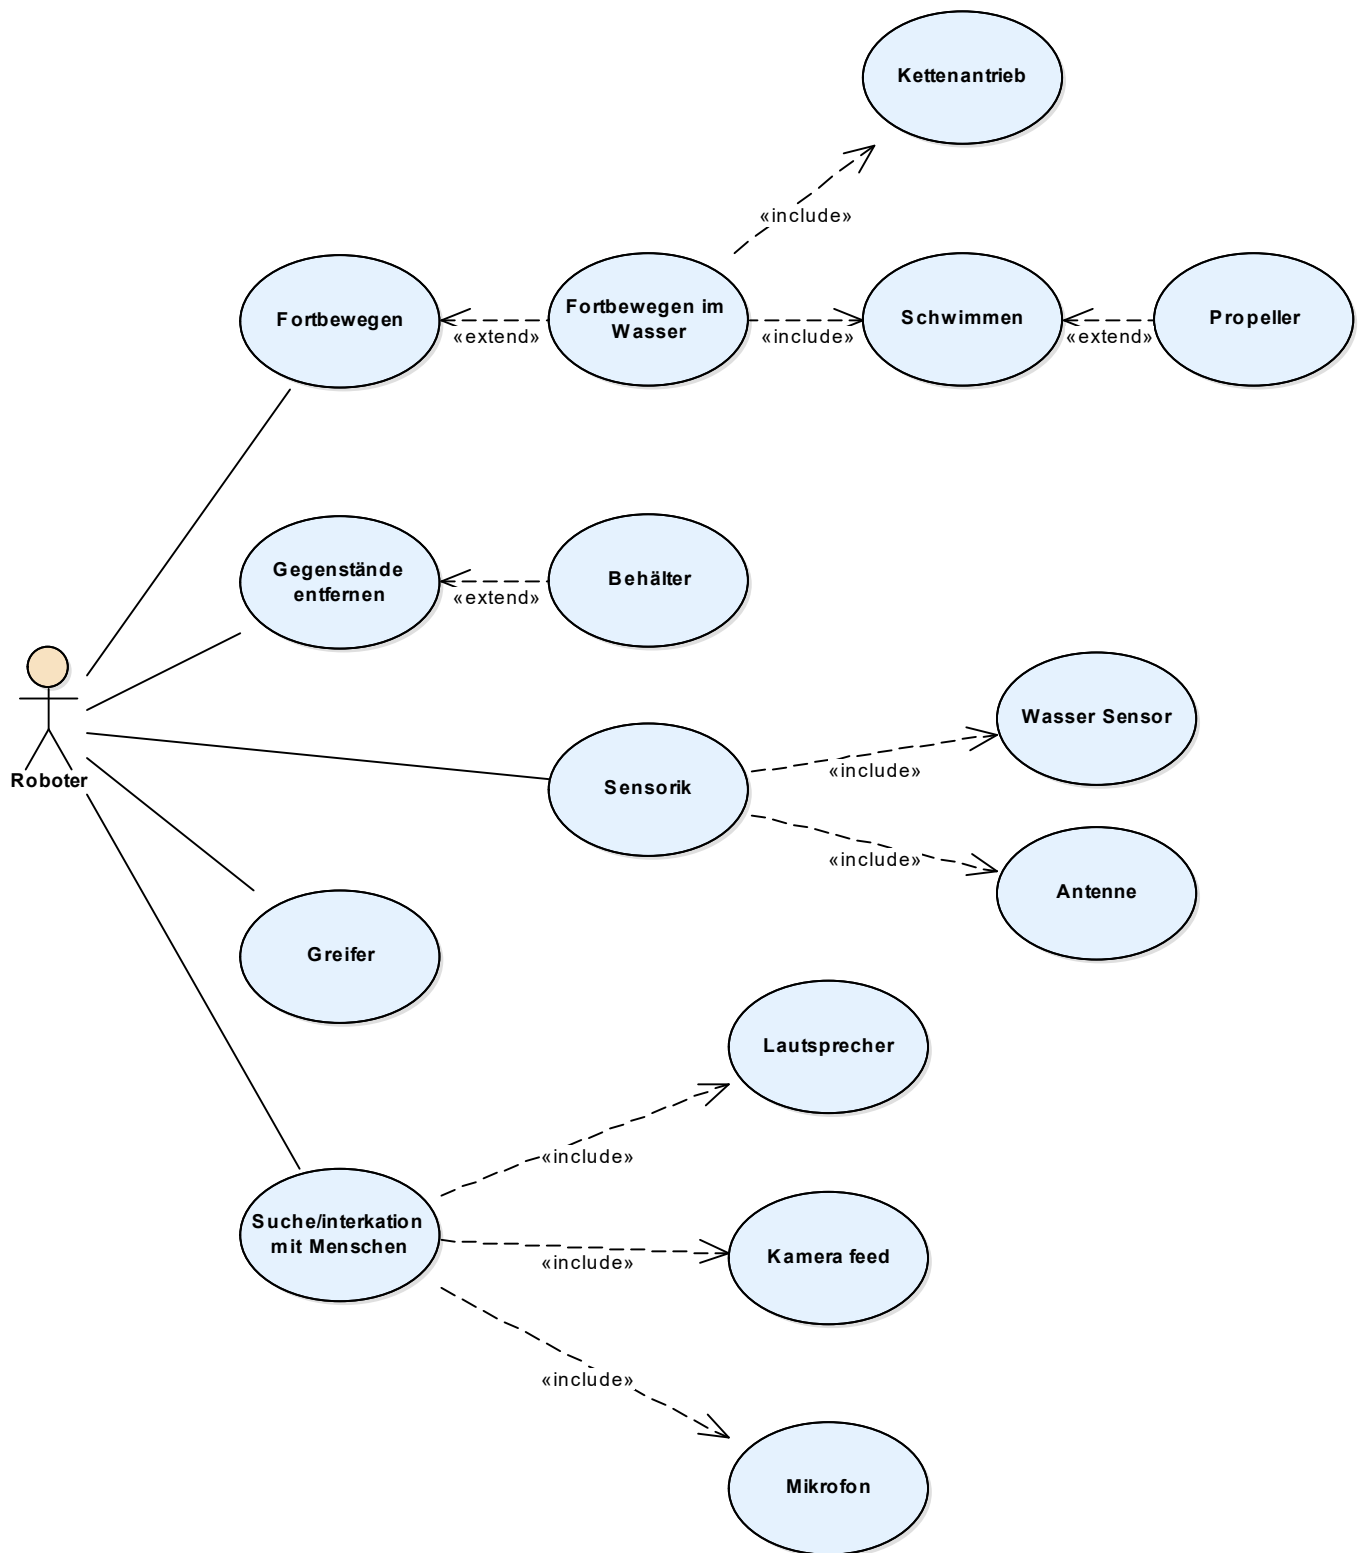 Kettenantrieb
«include»
Fortbewegen
«extend»
Fortbewegen im
Wasser
«include»
Schwimmen
«extend»
Propeller
Gegenstände
entfernen
«extend»
Behälter
Roboter
Sensorik
«include»
Wasser Sensor
«include»
Antenne
Greifer
Lautsprecher
«include»
Suche/interkation
mit Menschen
«include»
Kamera feed
«include»
Mikrofon